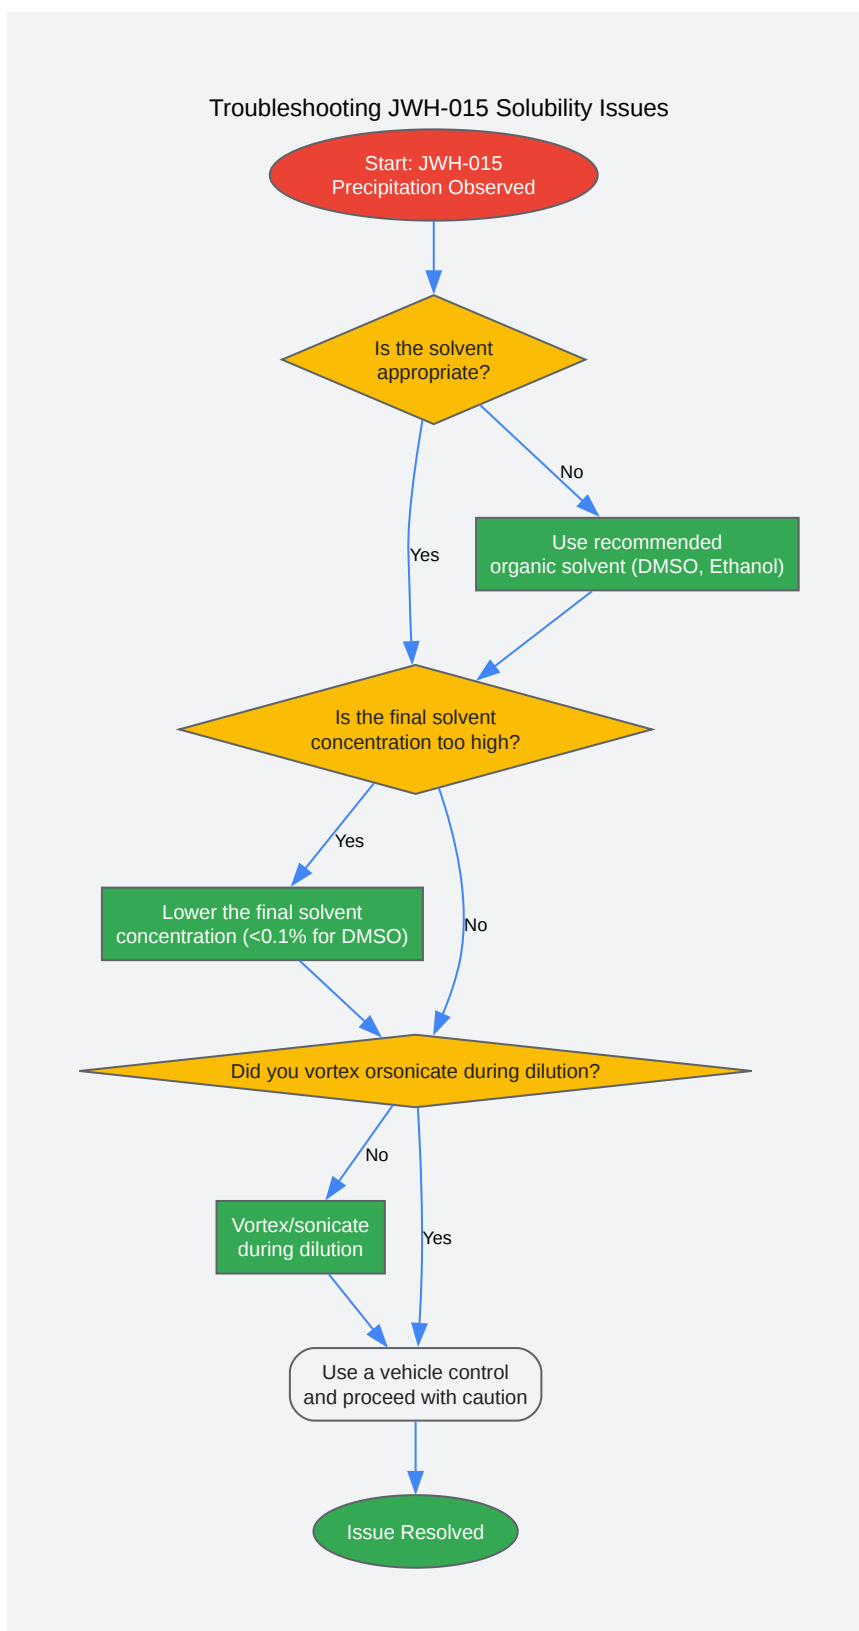 Troubleshooting JWH-015 Solubility Issues
Start: JWH-015
Precipitation Observed
Is the solvent
appropriate?
No
Use recommended
organic solvent (DMSO, Ethanol)
Yes
Is the final solvent
concentration too high?
Yes
Lower the final solvent
concentration (<0.1% for DMSO)
No
Did you vortex orsonicate during dilution?
No
Vortex/sonicate
during dilution
Yes
Use a vehicle control
and proceed with caution
Issue Resolved